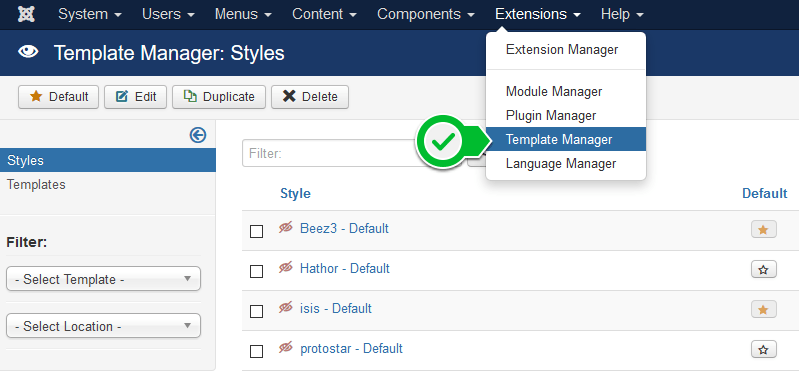 System Users Menus Content Components Extensions Help
Template Manager: Styles
Extension Manager
Default Edit Duplicate Delete
Module Manager
Plugin Manager
Template Manager
Language Manager
Styles
Templates
Filter:
Style Default
Filter:
- Select Template -
- Select Location -
Beez3 - Default
Hathor - Default
isis - Default
protostar - Default